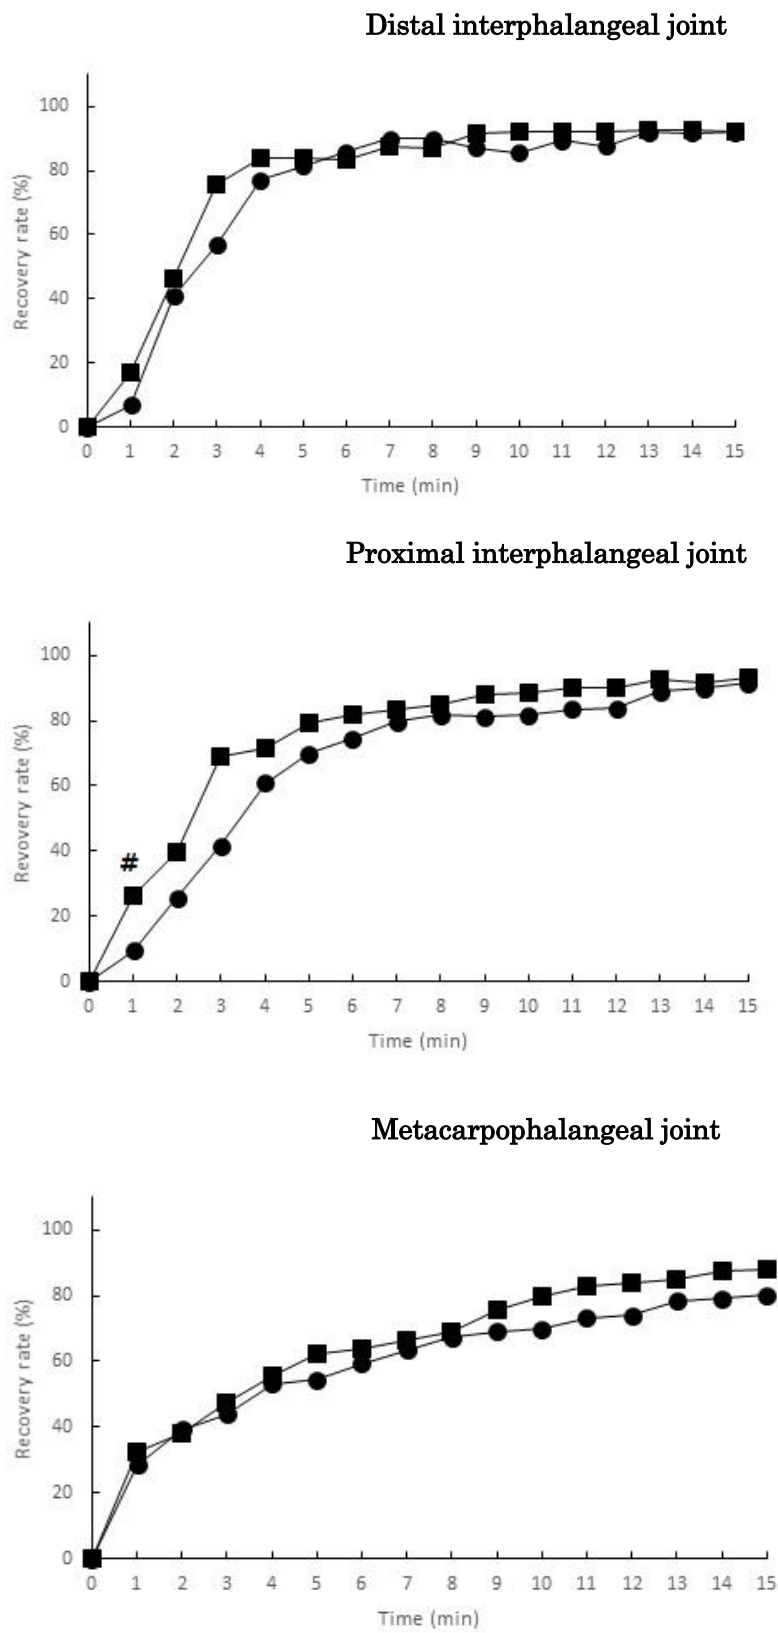 Distal interphalangeal joint
100
80
60
40
20
0
Recovery rate (%)
0 1 2 3 4 5 6 7 8 9 10 11 12 13 14 15
Time (min)
Proximal interphalangeal joint
100
80
60
40
20
0
Revovery rate (%)
#
0 1 2 3 4 5 6 7 8 9 10 11 12 13 14 15
Time (min)
Metacarpophalangeal joint
100
80
60
40
20
0
Recovery rate (%)
0 1 2 3 4 5 6 7 8 9 10 11 12 13 14 15
Time (min)